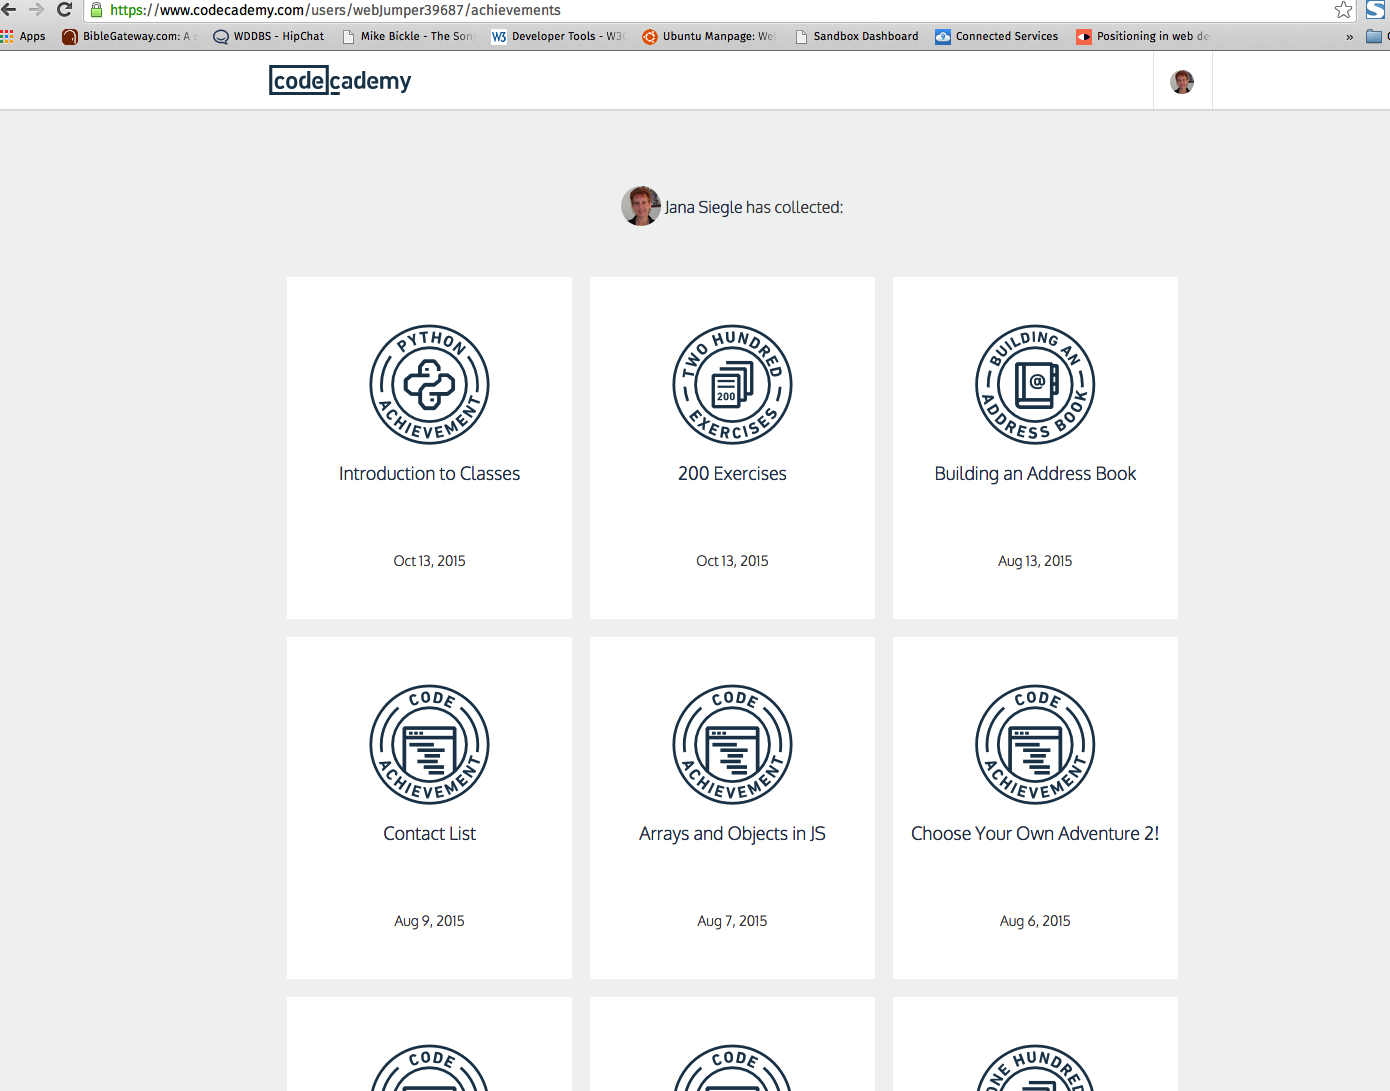 https://www.codecademy.com/users/webJumper39687/achievements
Apps BibleGateway.com: A WDDBS - HipChat Mike Bickle - The Son Developer Tools - W3 Ubuntu Manpage: We Sandbox Dashboard Connected Services Positioning in web de »
codecademy
Jana Siegle has collected:
PYTHON ACHIEVEMENT
Introduction to Classes
Oct 13, 2015
TWO HUNDRED EXERCISES
200
200 Exercises
Oct 13, 2015
BUILDING AN ADDRESS BOOK
@
Building an Address Book
Aug 13, 2015
CODE ACHIEVEMENT
Contact List
Aug 9, 2015
CODE ACHIEVEMENT
Arrays and Objects in JS
Aug 7, 2015
CODE ACHIEVEMENT
Choose Your Own Adventure 2!
Aug 6, 2015
CODE
CODE
ONE HUNDRED